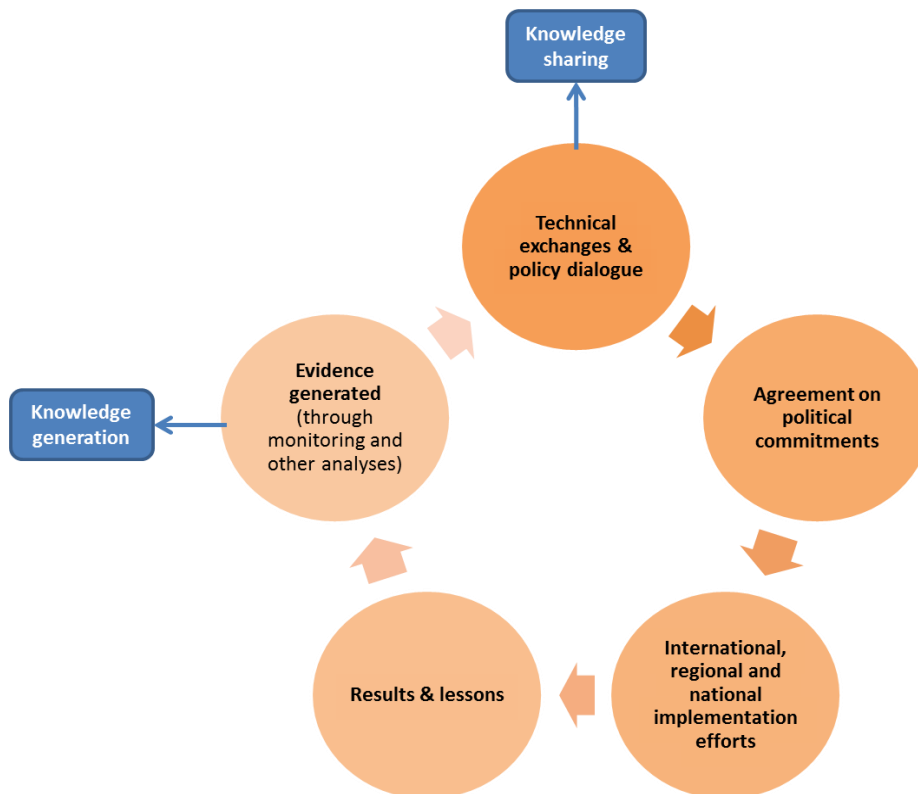 Knowledge
sharing
Technical
exchanges &
policy dialogue
Evidence
generated
(through
monitoring and
other analyses)
Knowledge
generation
Agreement on
political
commitments
Results & lessons
International,
regional and
national
implementation
efforts